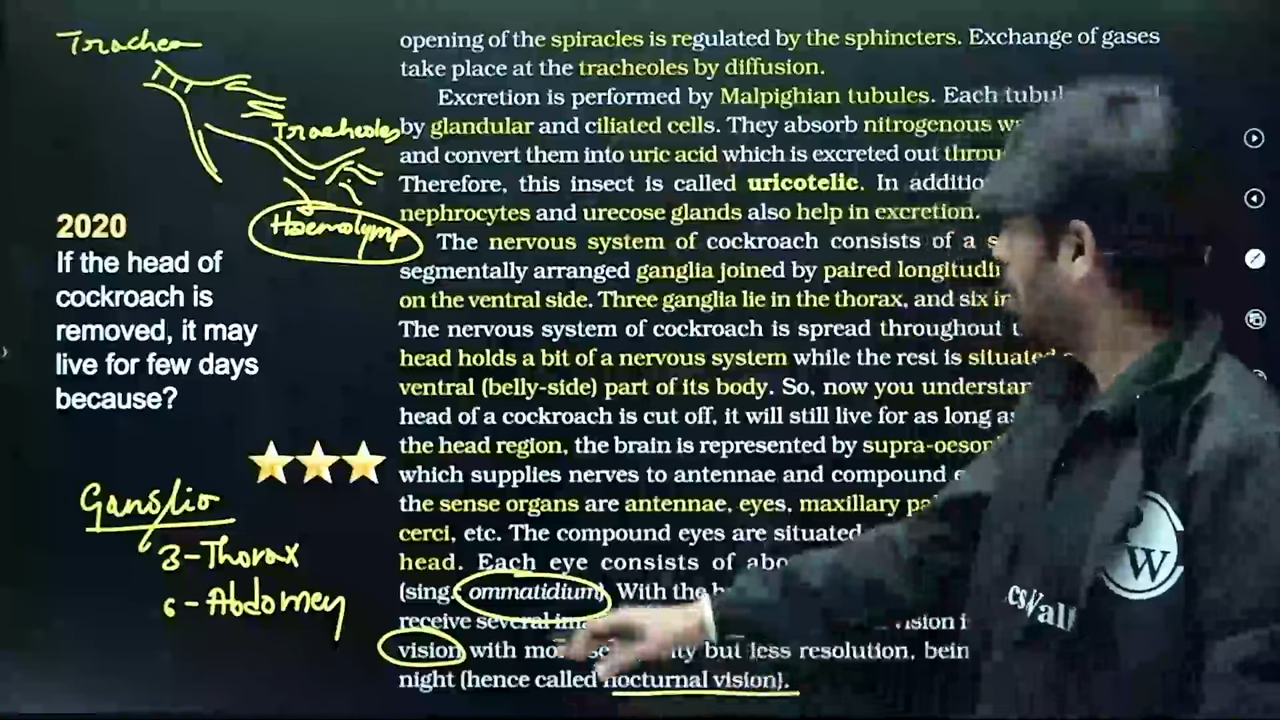 Trachea
Tracheoles
Haemolymp
2020
If the head of
cockroach is
removed, it may
live for few days
because?
Ganglia
3-Thorax
6-Abdomen
opening of the spiracles is regulated by the sphincters. Exchange of gases
take place at the tracheoles by diffusion.
Excretion is performed by Malpighian tubules. Each
by glandular and ciliated cells. They absorb nitrogenous
and convert them into uric acid which is excreted out
Therefore, this insect is called uricotelic. In
nephrocytes and urecose glands also help in excretion.
The nervous system of cockroach consists of a
segmentally arranged ganglia joined by paired
on the ventral side. Three ganglia lie in the thorax, and six
The nervous system of cockroach is spread throughout
head holds a bit of a nervous system while the rest is situated
ventral (belly-side) part of its body. So, now you
head of a cockroach is cut off, it will still live for as long as
the head region, the brain is represented by
which supplies nerves to antennae and compound
the sense organs are antennae, eyes, maxillary
cerci, etc. The compound eyes are situated
head. Each eye consists of
(sing. ommatidium). With the
receive several
vision with but less resolution,
night (hence called nocturnal vision).
W